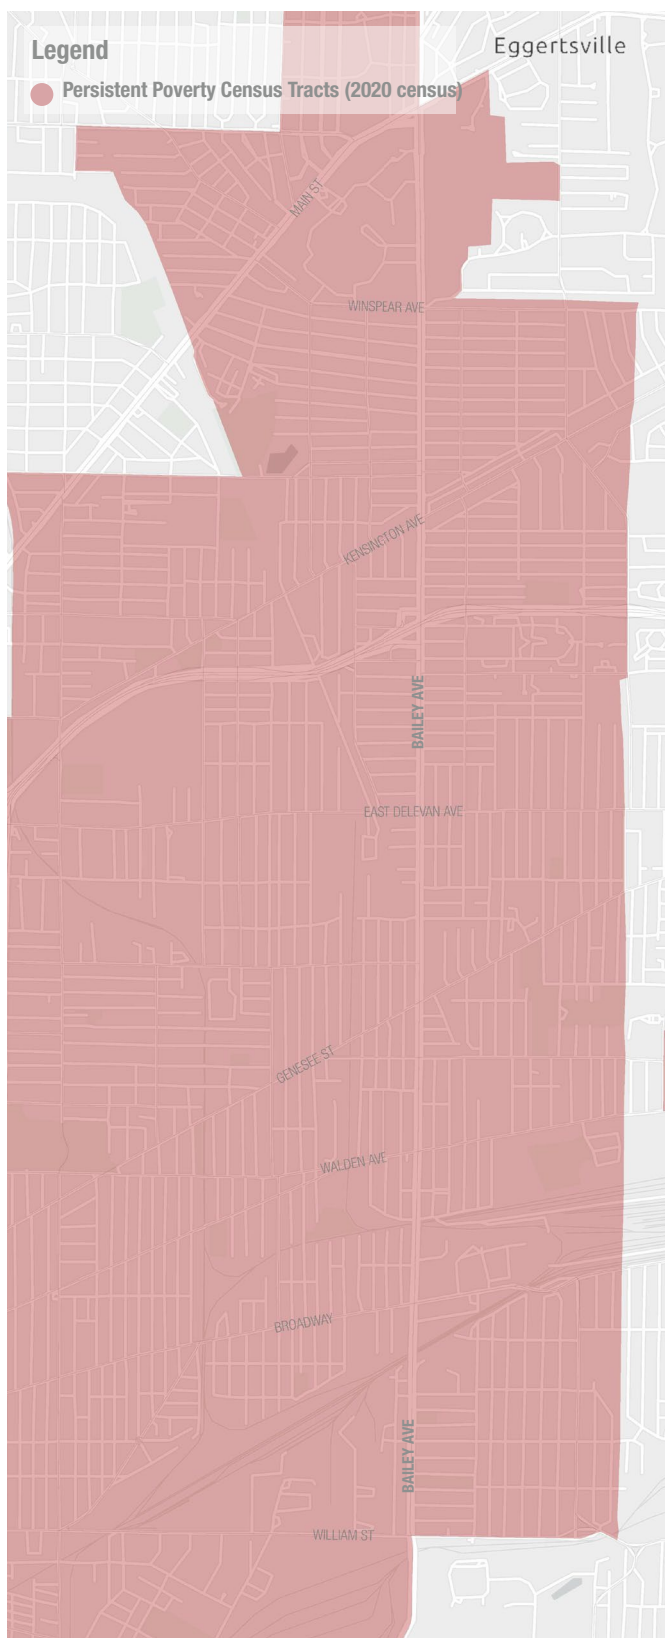 Legend
Eggertsville
Persistent Poverty Census Tracts (2020 census)
MAIN ST
WINSPEAR AVE
KENSINGTON AVE
BAILEY AVE
EAST DELEVAN AVE
GENESEE ST
WALDEN AVE
BROADWAY
BAILEY AVE
WILLIAM ST